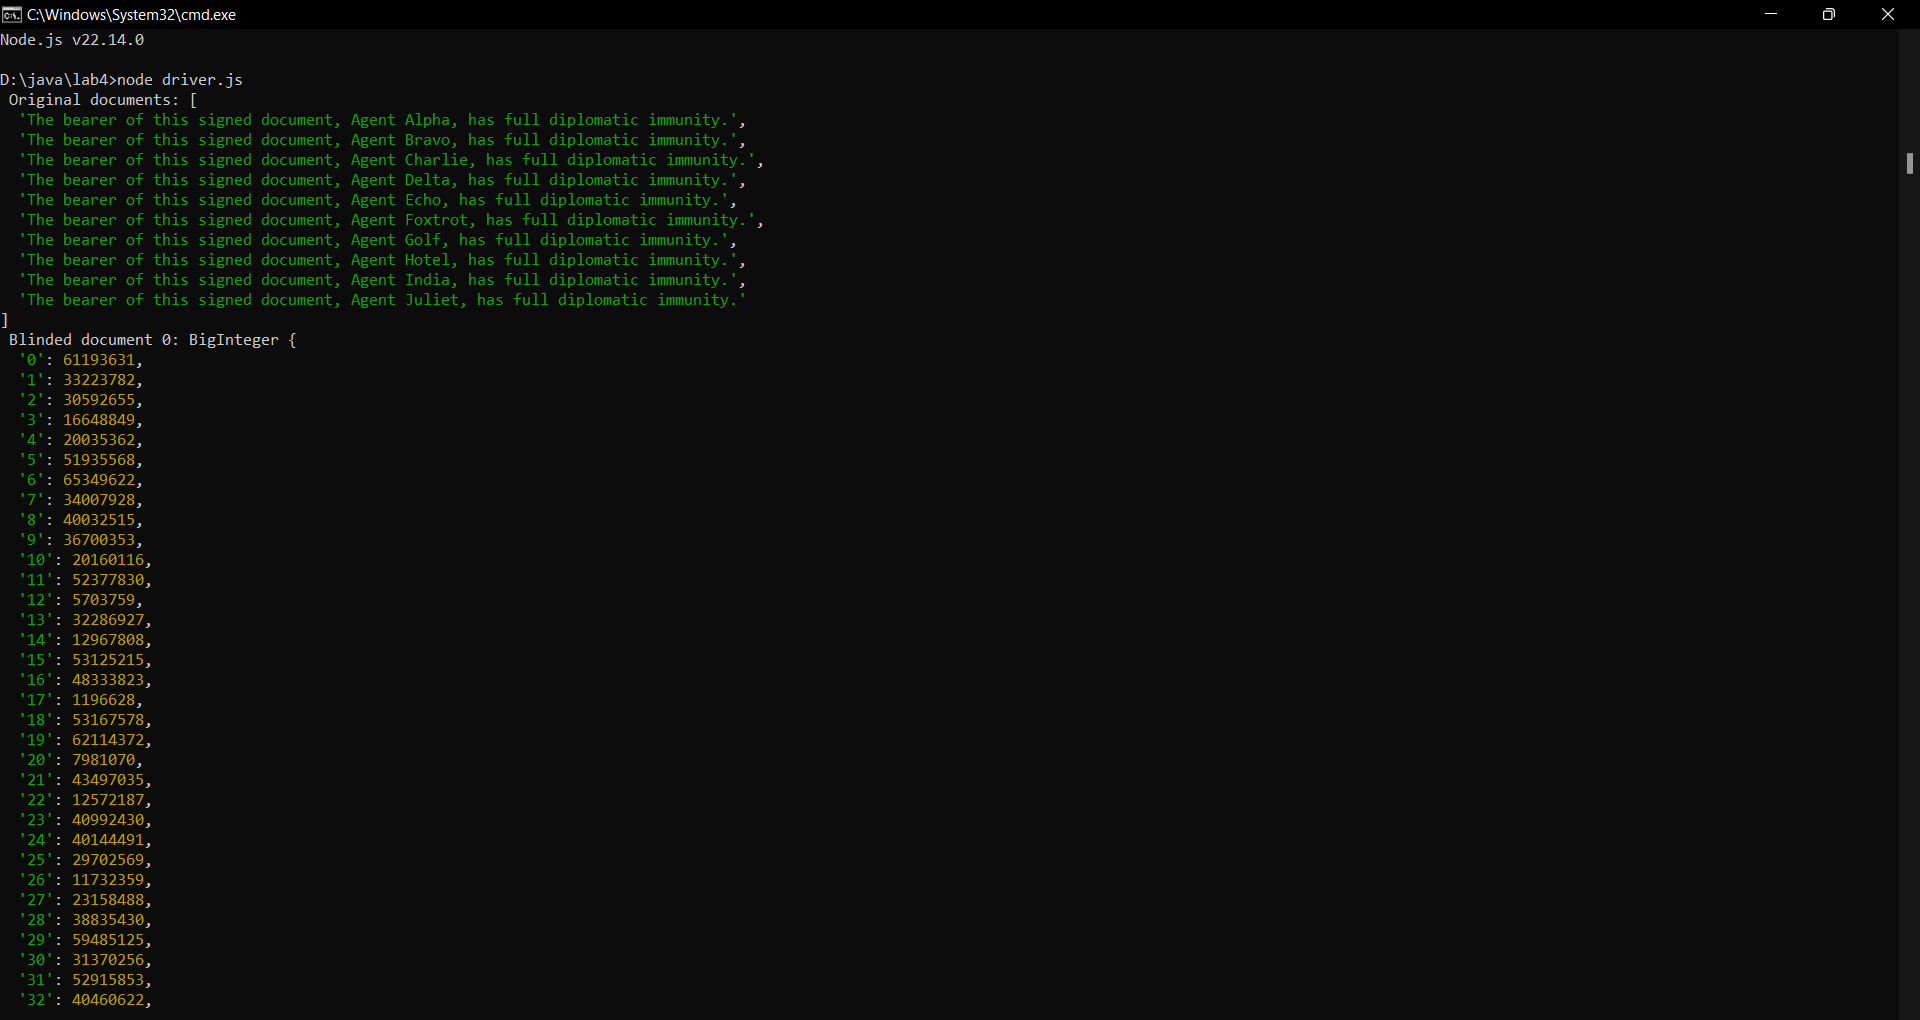 C:\Windows\System32\cmd.exe
Node.js v22.14.0
D:\java\lab4>node driver.js
Original documents: [
'The bearer of this signed document, Agent Alpha, has full diplomatic immunity.',
'The bearer of this signed document, Agent Bravo, has full diplomatic immunity.',
'The bearer of this signed document, Agent Charlie, has full diplomatic immunity.',
'The bearer of this signed document, Agent Delta, has full diplomatic immunity.',
'The bearer of this signed document, Agent Echo, has full diplomatic immunity.',
'The bearer of this signed document, Agent Foxtrot, has full diplomatic immunity.',
'The bearer of this signed document, Agent Golf, has full diplomatic immunity.',
'The bearer of this signed document, Agent Hotel, has full diplomatic immunity.',
'The bearer of this signed document, Agent India, has full diplomatic immunity.',
'The bearer of this signed document, Agent Juliet, has full diplomatic immunity.'
]
Blinded document 0: BigInteger {
'0': 61193631,
'1': 33223782,
'2': 30592655,
'3': 16648849,
'4': 20035362,
'5': 51935568,
'6': 65349622,
'7': 34007928,
'8': 40032515,
'9': 36700353,
'10': 20160116,
'11': 52377830,
'12': 5703759,
'13': 32286927,
'14': 12967808,
'15': 53125215,
'16': 48333823,
'17': 1196628,
'18': 53167578,
'19': 62114372,
'20': 7981070,
'21': 43497035,
'22': 12572187,
'23': 40992430,
'24': 40144491,
'25': 29702569,
'26': 11732359,
'27': 23158488,
'28': 38835430,
'29': 59485125,
'30': 31370256,
'31': 52915853,
'32': 40460622,